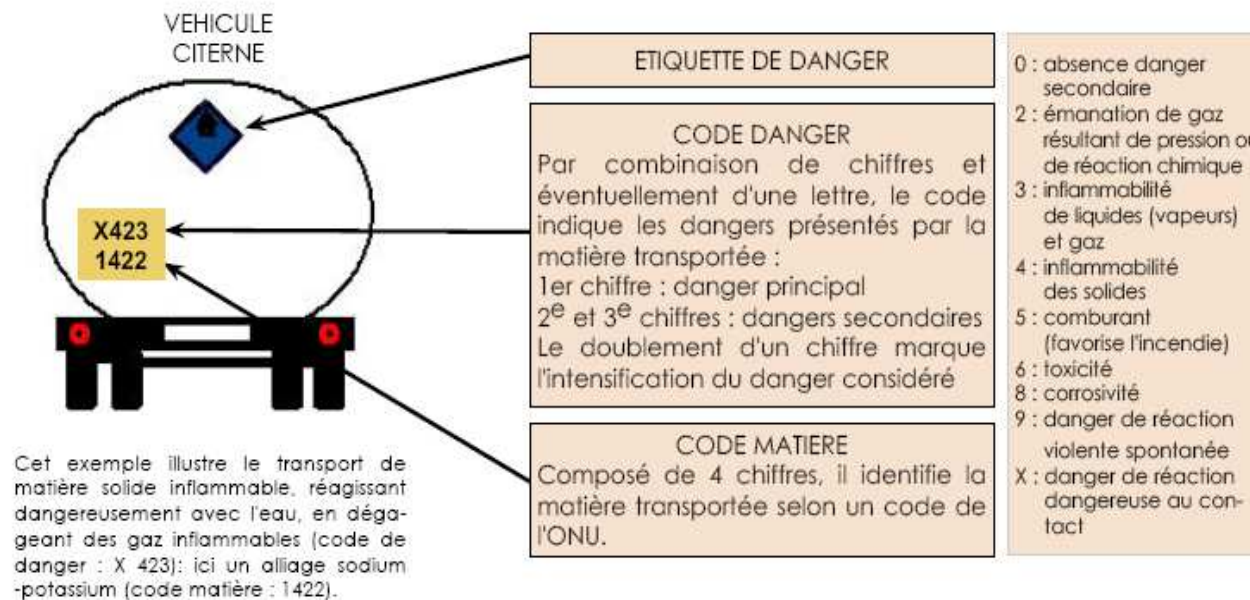 VEHICULE
CITERNE
X423
1422
Cet exemple illustre le transport de
matière solide inflammable, réagissant
dangereusement avec l'eau, en déga-
geant des gaz inflammables (code de
danger : X 423): ici un alliage sodium
-potassium (code matière : 1422).
ETIQUETTE DE DANGER
CODE DANGER
Par combinaison de chiffres et
éventuellement d'une lettre, le code
indique les dangers présentés par la
matière transportée :
1er chiffre : danger principal
2e et 3e chiffres : dangers secondaires
Le doublement d'un chiffre marque
l'intensification du danger considéré
CODE MATIERE
Composé de 4 chiffres, il identifie la
matière transportée selon un code de
l'ONU.
0 : absence danger
secondaire
2 : émanation de gaz
résultant de pression ou
de réaction chimique
3 : inflammabilité
de liquides (vapeurs)
et gaz
4 : inflammabilité
des solides
5 : comburant
(favorise l'incendie)
6 : toxicité
8 : corrosivité
9 : danger de réaction
violente spontanée
X : danger de réaction
dangereuse au con-
tact